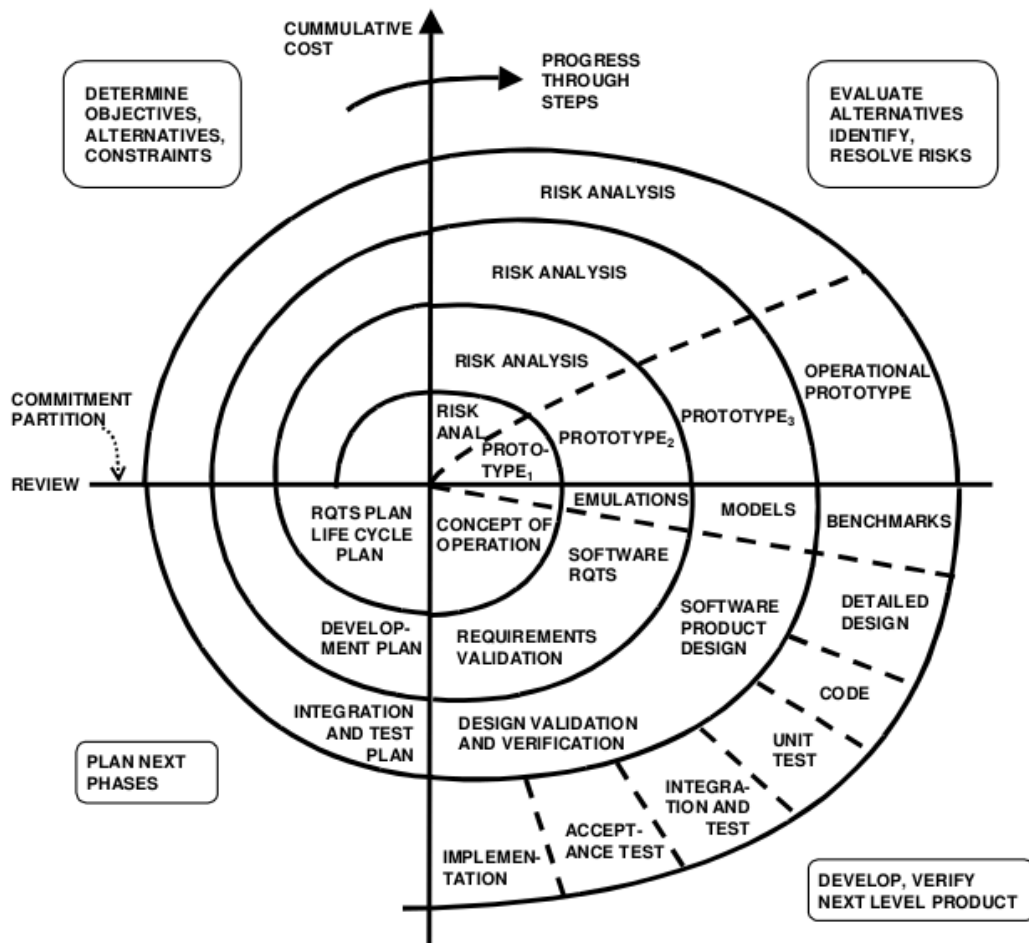 CUMMULATIVE
COST
PROGRESS
THROUGH
STEPS
DETERMINE
OBJECTIVES,
ALTERNATIVES,
CONSTRAINTS
EVALUATE
ALTERNATIVES
IDENTIFY,
RESOLVE RISKS
RISK ANALYSIS
RISK ANALYSIS
RISK ANALYSIS
RISK
ANAL.
PROTO-
TYPE₁
PROTOTYPE₂
PROTOTYPE₃
OPERATIONAL
PROTOTYPE
COMMITMENT
PARTITION
REVIEW
EMULATIONS
MODELS
BENCHMARKS
RQTS PLAN
LIFE CYCLE
PLAN
CONCEPT OF
OPERATION
SOFTWARE
RQTS
SOFTWARE
PRODUCT
DESIGN
DETAILED
DESIGN
DEVELOP-
MENT PLAN
REQUIREMENTS
VALIDATION
CODE
INTEGRATION
AND TEST
PLAN
DESIGN VALIDATION
AND VERIFICATION
UNIT
TEST
PLAN NEXT
PHASES
INTEGRA-
TION AND
TEST
ACCEPT-
ANCE TEST
IMPLEMEN-
TATION
DEVELOP, VERIFY
NEXT LEVEL PRODUCT